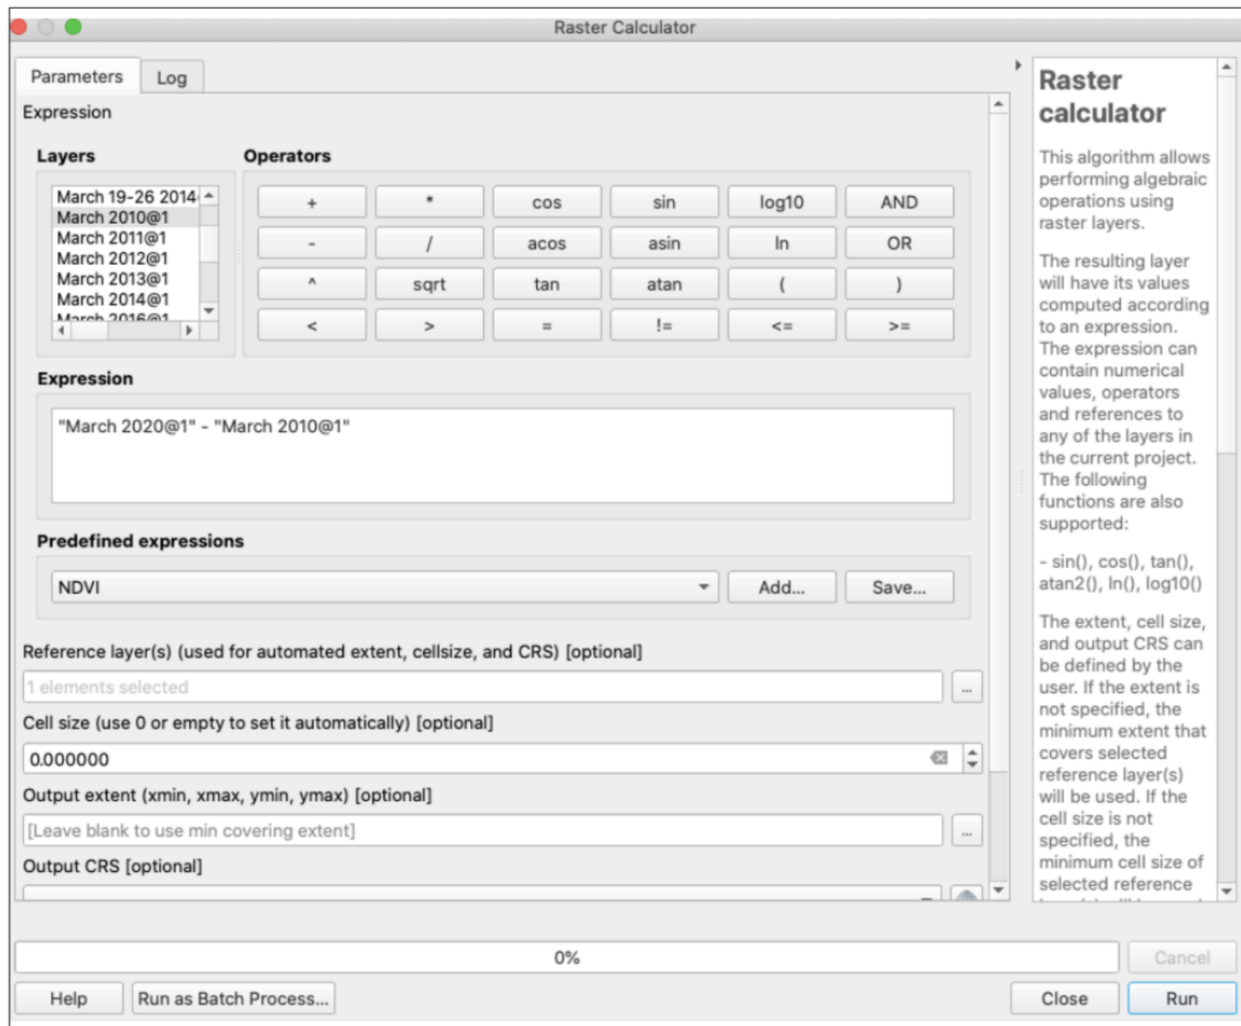 Raster Calculator
Parameters
Log
Expression
Layers
March 19-26 2014
March 2010@1
March 2011@1
March 2012@1
March 2013@1
March 2014@1
March 2016@1
Operators
+ * cos sin log10 AND
- / acos asin ln OR
^ sqrt tan atan ( )
< > = != <= >=
Expression
"March 2020@1" - "March 2010@1"
Predefined expressions
NDVI
Add...
Save...
Reference layer(s) (used for automated extent, cellsize, and CRS) [optional]
1 elements selected
...
Cell size (use 0 or empty to set it automatically) [optional]
0.000000
Output extent (xmin, xmax, ymin, ymax) [optional]
[Leave blank to use min covering extent]
...
Output CRS [optional]
Raster
calculator
This algorithm allows
performing algebraic
operations using
raster layers.
The resulting layer
will have its values
computed according
to an expression.
The expression can
contain numerical
values, operators
and references to
any of the layers in
the current project.
The following
functions are also
supported:
- sin(), cos(), tan(),
atan2(), ln(), log10()
The extent, cell size,
and output CRS can
be defined by the
user. If the extent is
not specified, the
minimum extent that
covers selected
reference layer(s)
will be used. If the
cell size is not
specified, the
minimum cell size of
selected reference
0%
Cancel
Help
Run as Batch Process...
Close
Run